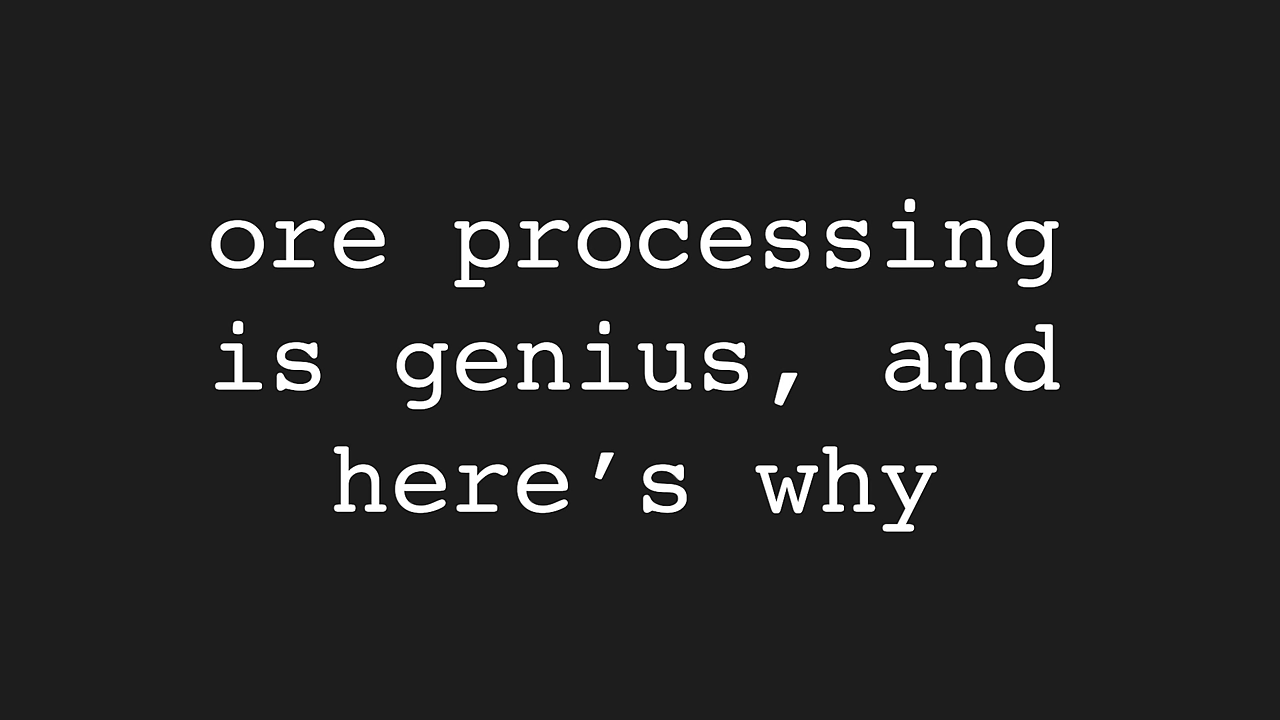 ore processing
is genius, and
here’s why